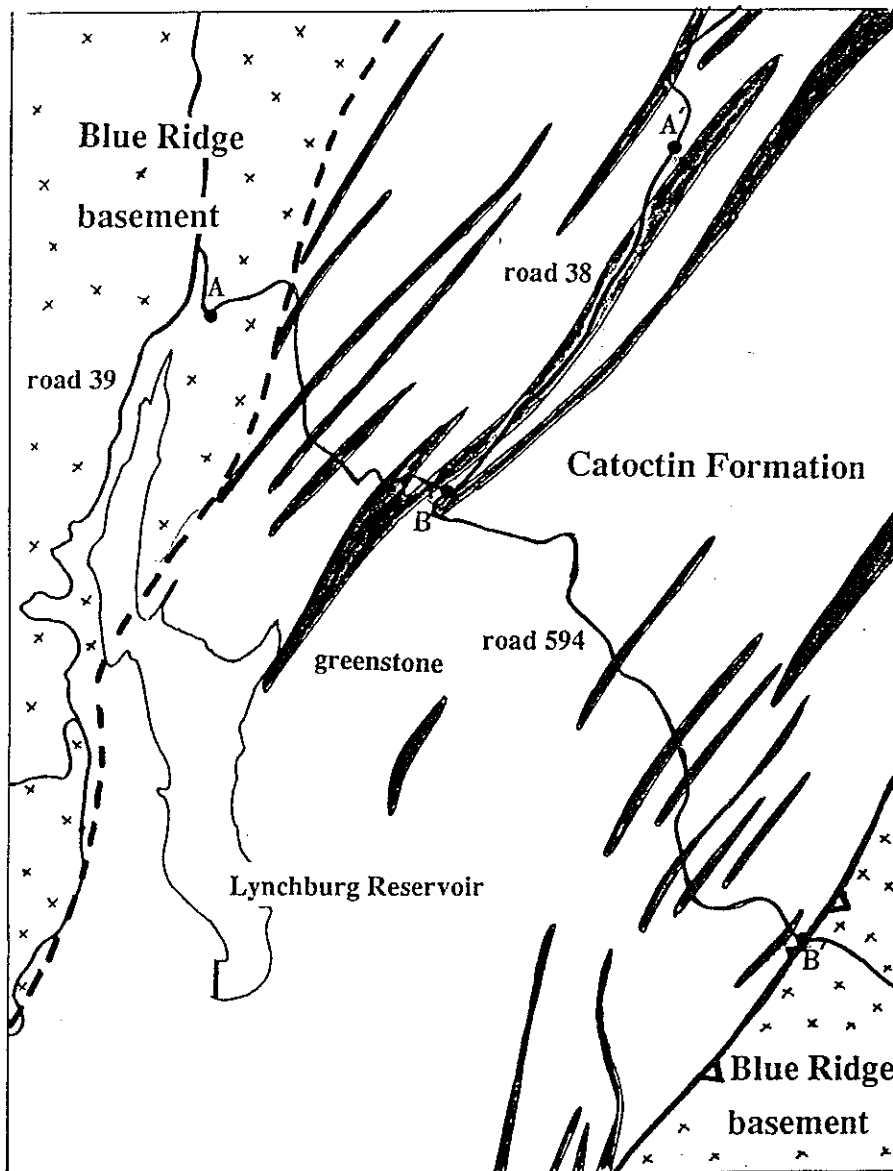 Blue Ridge
basement
A′
A
road 38
road 39
Catoctin Formation
B
road 594
greenstone
Lynchburg Reservoir
B′
Blue Ridge
basement